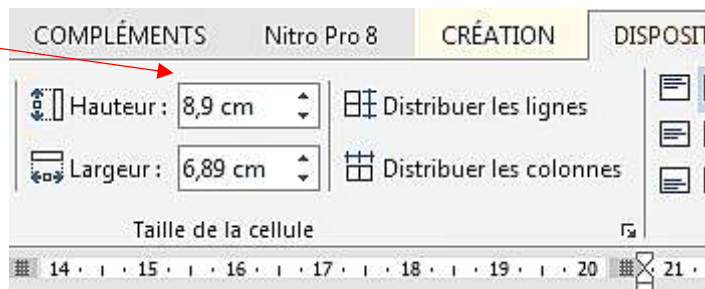 COMPLÉMENTS Nitro Pro 8 CRÉATION DISPOSIT
Hauteur : 8,9 cm Distribuer les lignes
Largeur : 6,89 cm Distribuer les colonnes
Taille de la cellule
14 15 16 17 18 19 20 21